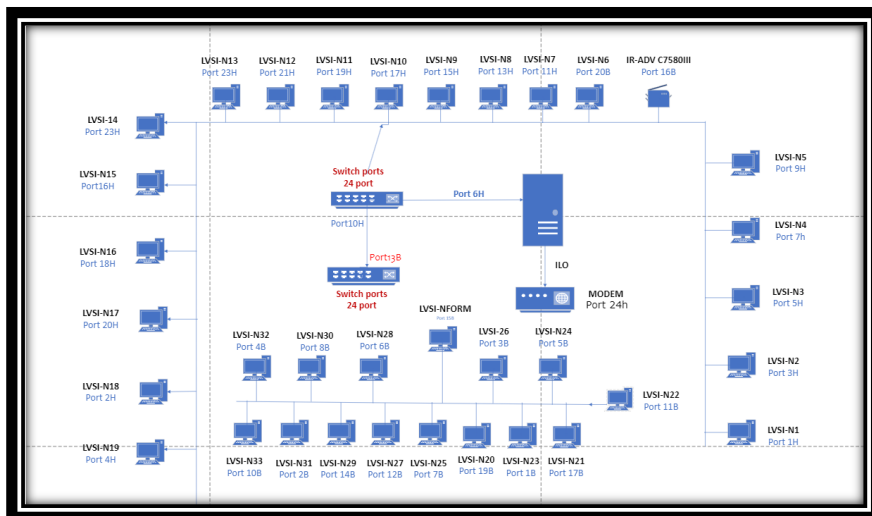 LVSI-N13
Port 23H
LVSI-N12
Port 21H
LVSI-N11
Port 19H
LVSI-N10
Port 17H
LVSI-N9
Port 15H
LVSI-N8
Port 13H
LVSI-N7
Port 11H
LVSI-N6
Port 20B
IR-ADV C7580III
Port 16B
LVSI-14
Port 23H
LVSI-N15
Port16H
LVSI-N16
Port 18H
LVSI-N17
Port 20H
LVSI-N18
Port 2H
LVSI-N19
Port 4H
Switch ports
24 port
Port 6H
Port10H
Port13B
Switch ports
24 port
ILO
MODEM
Port 24h
LVSI-N5
Port 9H
LVSI-N4
Port 7h
LVSI-N3
Port 5H
LVSI-N2
Port 3H
LVSI-N1
Port 1H
LVSI-N32
Port 4B
LVSI-N30
Port 8B
LVSI-N28
Port 6B
LVSI-NFORM
LVSI-26
Port 3B
LVSI-N24
Port 5B
LVSI-N22
Port 11B
LVSI-N33
Port 10B
LVSI-N31
Port 2B
LVSI-N29
Port 14B
LVSI-N27
Port 12B
LVSI-N25
Port 7B
LVSI-N20
Port 19B
LVSI-N23
Port 1B
LVSI-N21
Port 17B